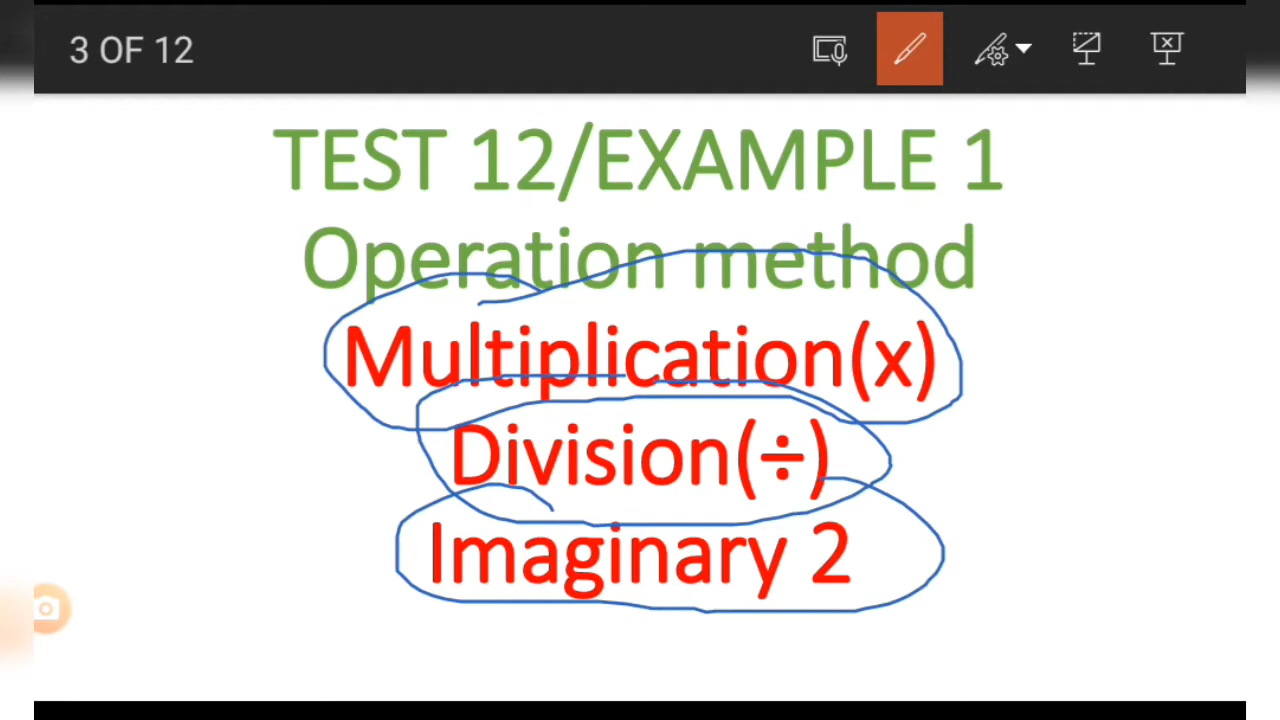 3 OF 12
TEST 12/EXAMPLE 1
Operation method
Multiplication(x)
Division(÷)
Imaginary 2